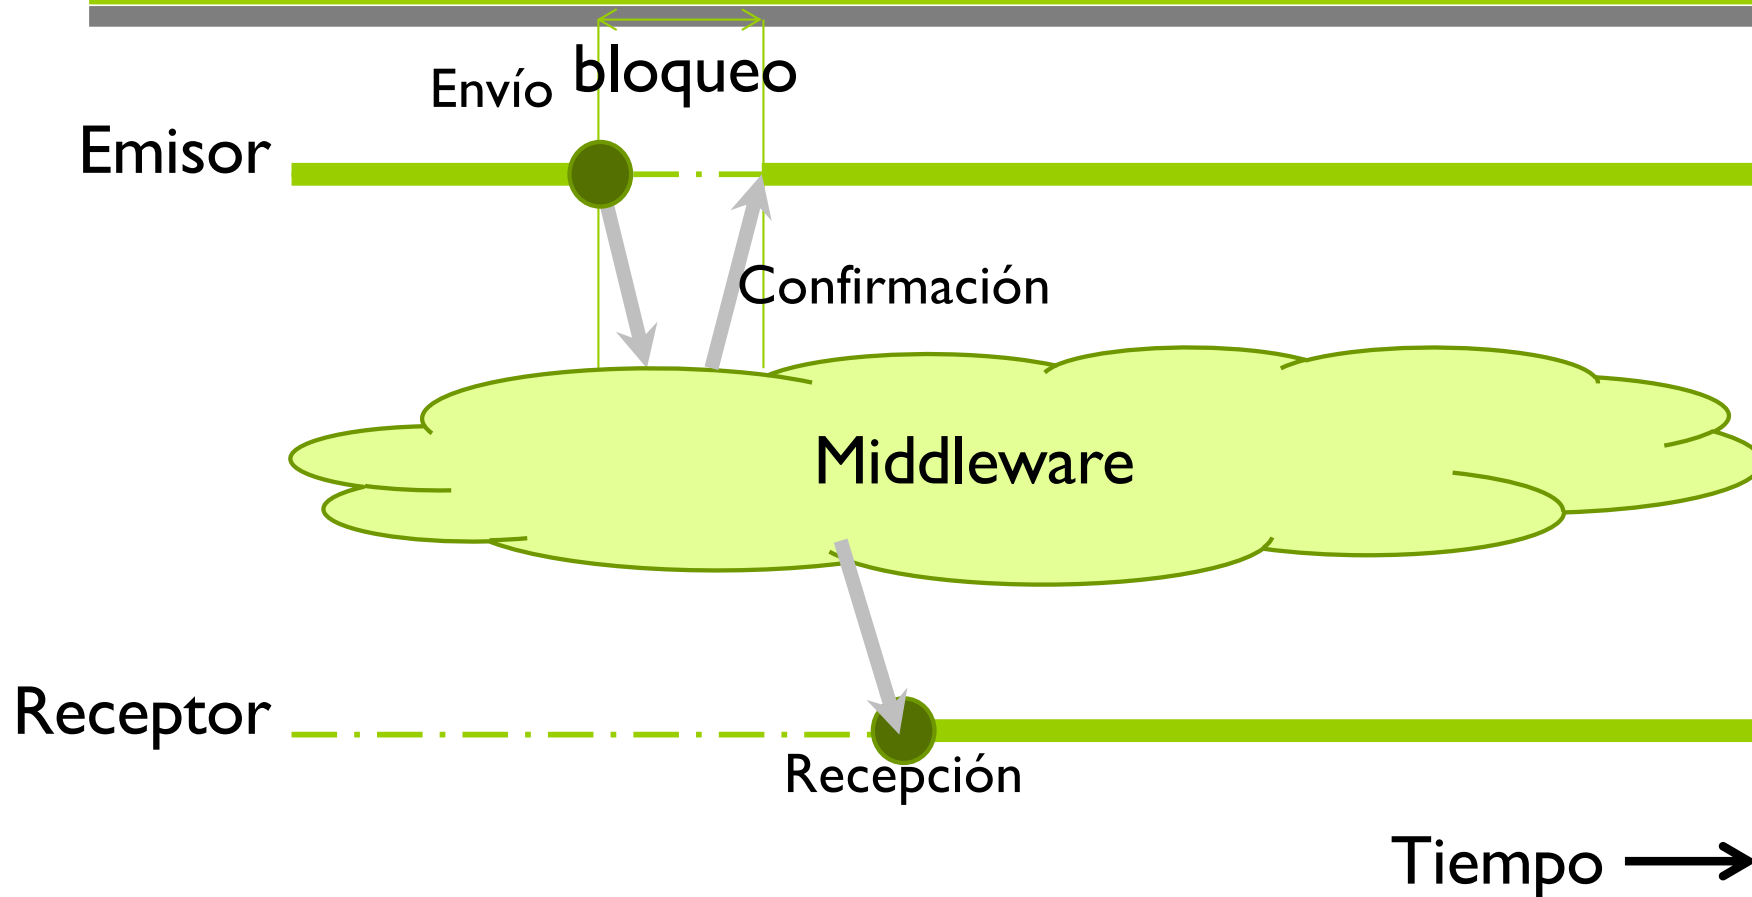 bloqueo
Envío
Emisor
Confirmación
Middleware
Receptor
Recepción
Tiempo